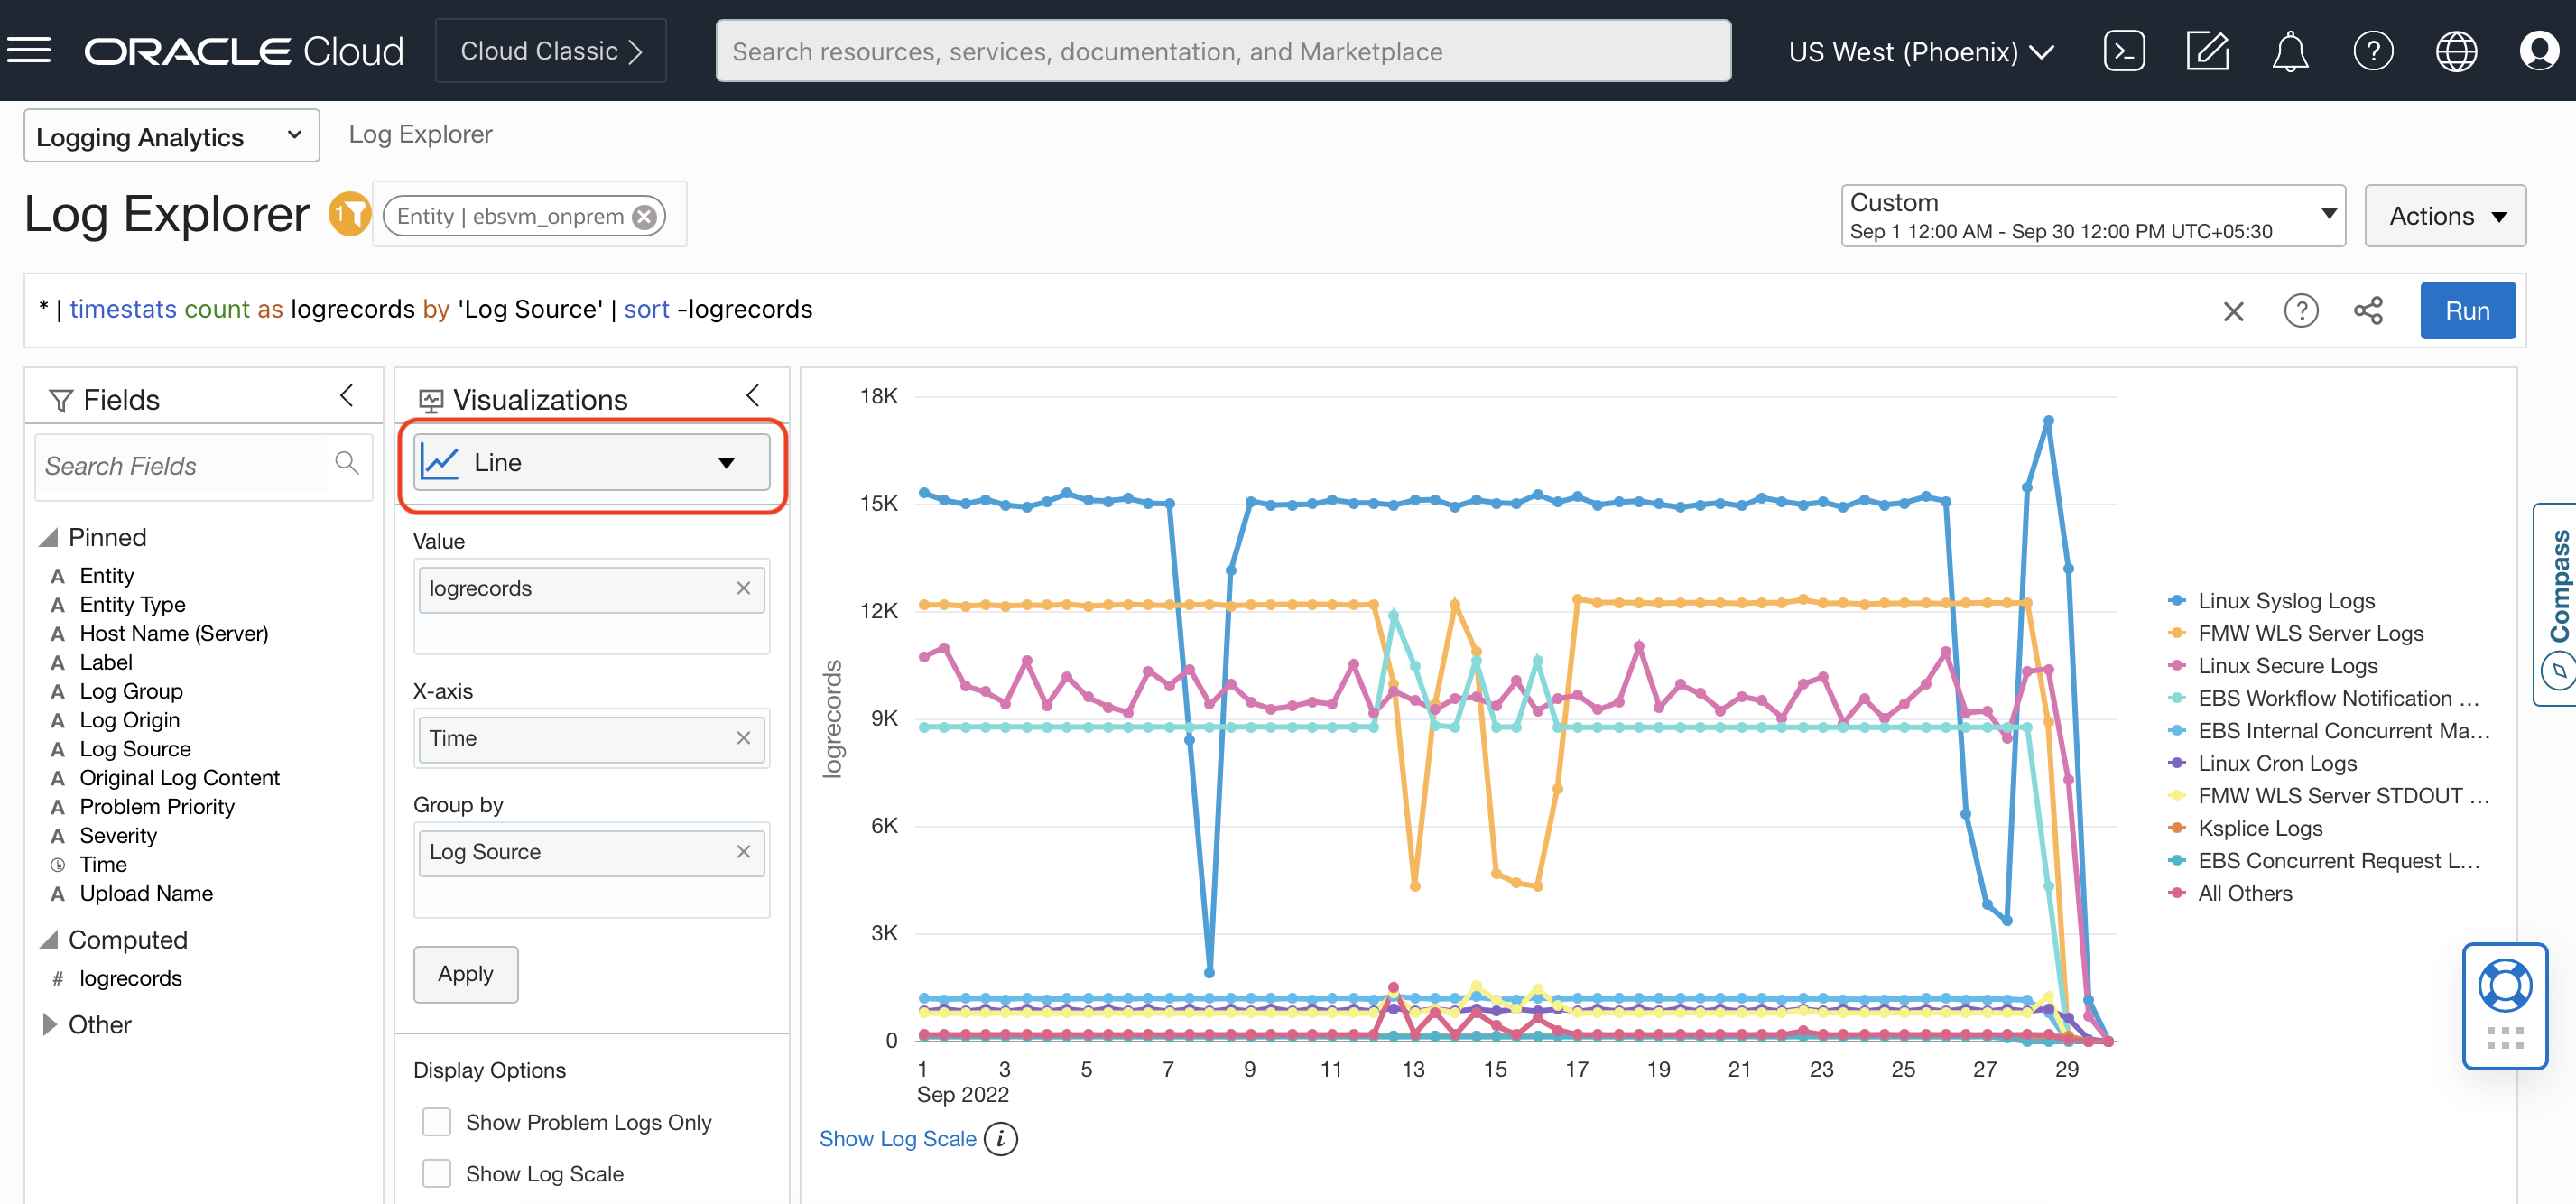 ORACLE Cloud
Cloud Classic
Search resources, services, documentation, and Marketplace
US West (Phoenix)
Logging Analytics
Log Explorer
Log Explorer
1
Entity | ebsvm_onprem
Custom
Sep 1 12:00 AM - Sep 30 12:00 PM UTC+05:30
Actions
* | timestats count as logrecords by 'Log Source' | sort -logrecords
Run
Fields
Search Fields
Pinned
A Entity
A Entity Type
A Host Name (Server)
A Label
A Log Group
A Log Origin
A Log Source
A Original Log Content
A Problem Priority
A Severity
Time
A Upload Name
Computed
# logrecords
Other
Visualizations
Line
Value
logrecords
X-axis
Time
Group by
Log Source
Apply
Display Options
Show Problem Logs Only
Show Log Scale
18K
15K
12K
9K
6K
3K
0
logrecords
1 3 5 7 9 11 13 15 17 19 21 23 25 27 29
Sep 2022
Show Log Scale i
Linux Syslog Logs
FMW WLS Server Logs
Linux Secure Logs
EBS Workflow Notification ...
EBS Internal Concurrent Ma...
Linux Cron Logs
FMW WLS Server STDOUT ...
Ksplice Logs
EBS Concurrent Request L...
All Others
Compass